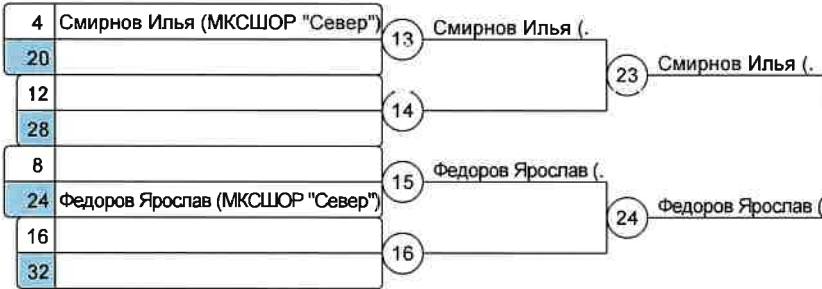 4 Смирнов Илья (МКСШОР "Север")
13 Смирнов Илья (.
20
23 Смирнов Илья (.
12
14
28
8
15 Федоров Ярослав (.
24 Федоров Ярослав (МКСШОР "Север")
24 Федоров Ярослав (
16
16
32